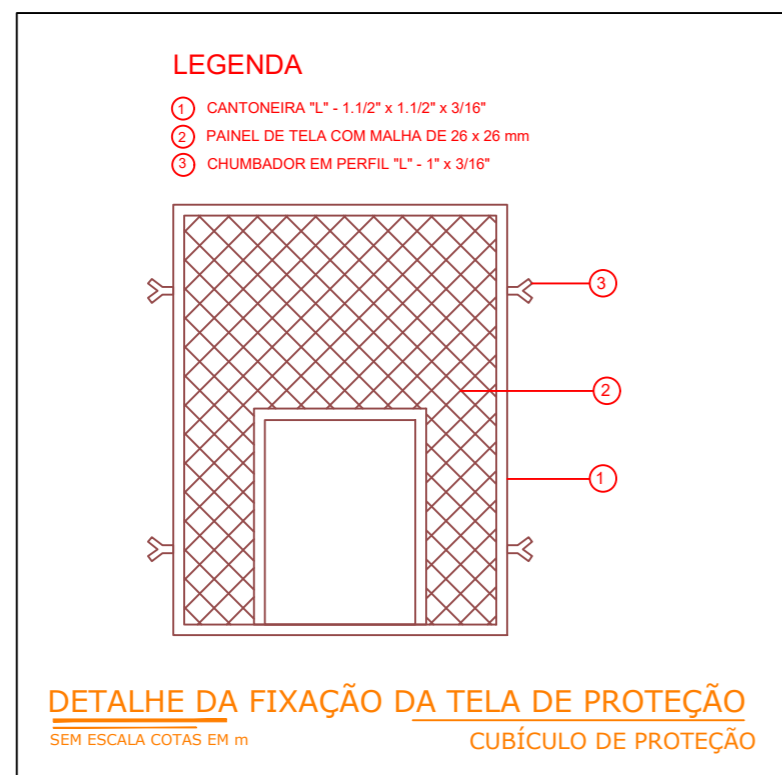 LEGENDA
1 CANTONEIRA "L" - 1.1/2" x 1.1/2" x 3/16"
2 PAINEL DE TELA COM MALHA DE 26 x 26 mm
3 CHUMBADOR EM PERFIL "L" - 1" x 3/16"
3
2
1
DETALHE DA FIXAÇÃO DA TELA DE PROTEÇÃO
SEM ESCALA COTAS EM m
CUBÍCULO DE PROTEÇÃO